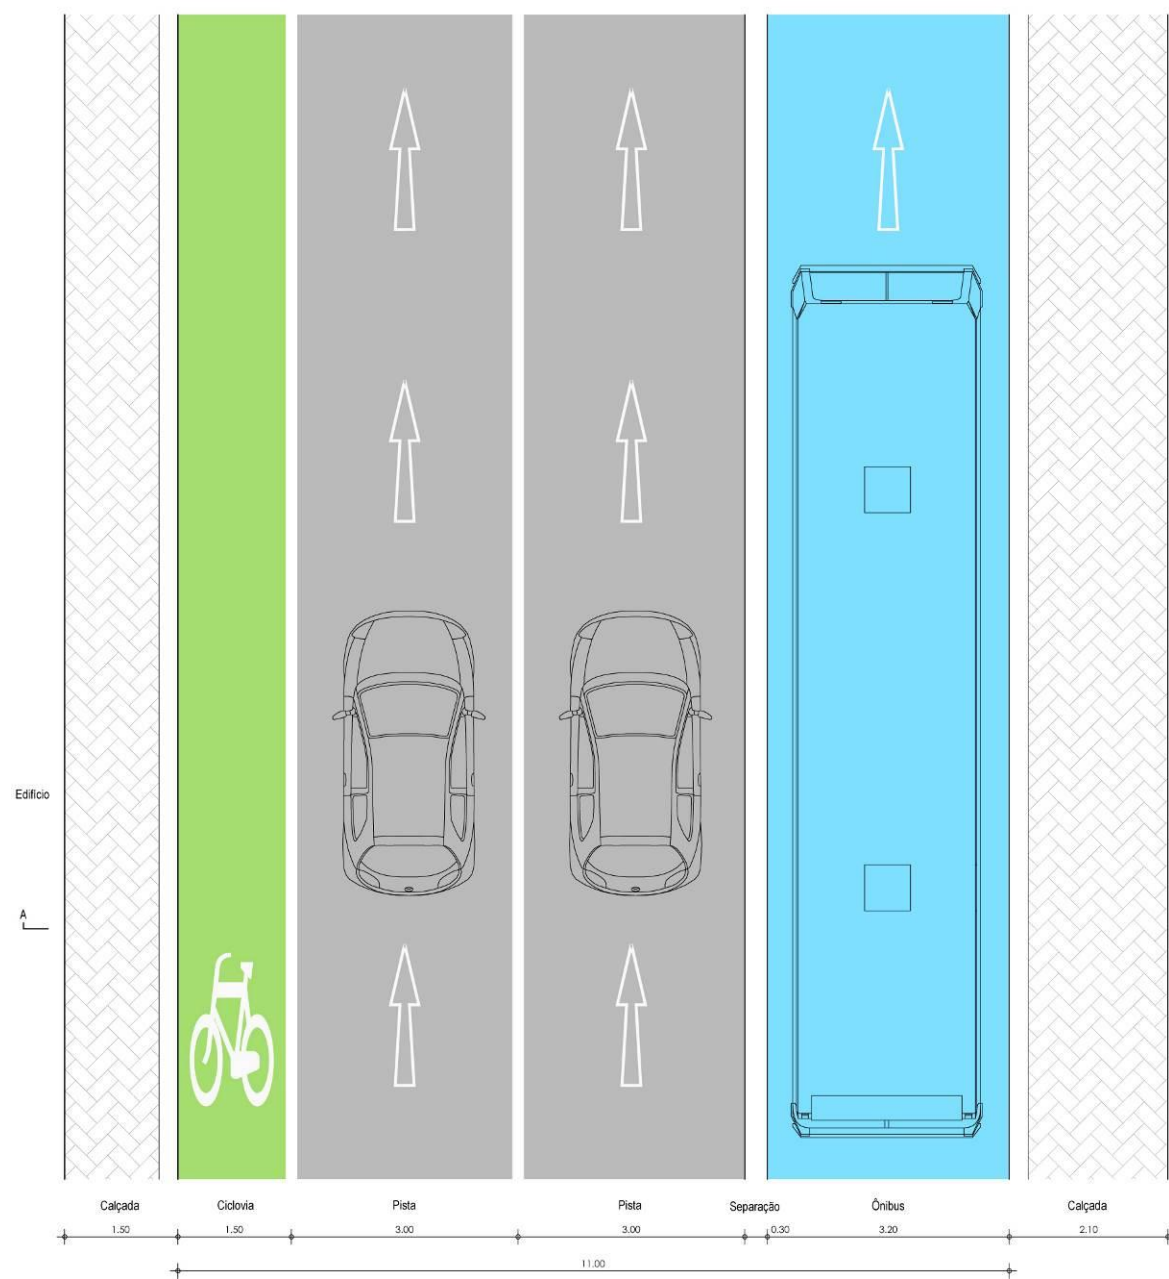 Edifício
A
Calçada Ciclovia Pista Pista Separação Ônibus Calçada
1.50 1.50 3.00 3.00 0.30 3.20 2.10
11.00